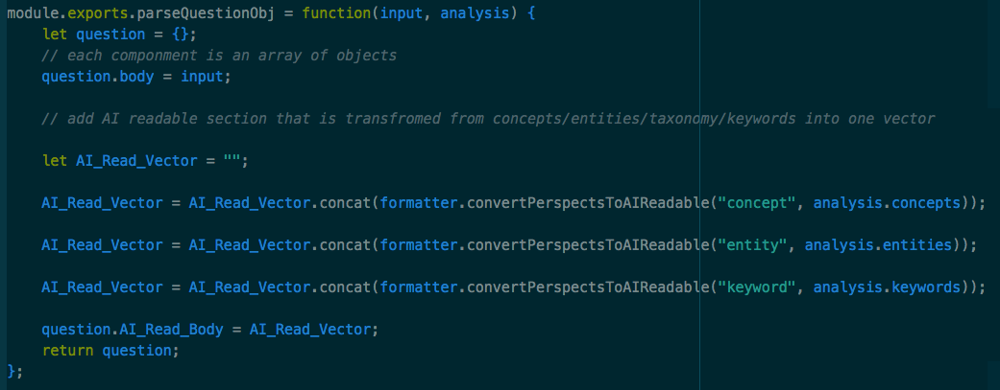 module.exports.parseQuestionObj = function(input, analysis) {
let question = {};
// each componment is an array of objects
question.body = input;
// add AI readable section that is transfromed from concepts/entities/taxonomy/keywords into one vector
let AI_Read_Vector = "";
AI_Read_Vector = AI_Read_Vector.concat(formatter.convertPerspectsToAIReadable("concept", analysis.concepts));
AI_Read_Vector = AI_Read_Vector.concat(formatter.convertPerspectsToAIReadable("entity", analysis.entities));
AI_Read_Vector = AI_Read_Vector.concat(formatter.convertPerspectsToAIReadable("keyword", analysis.keywords));
question.AI_Read_Body = AI_Read_Vector;
return question;
};